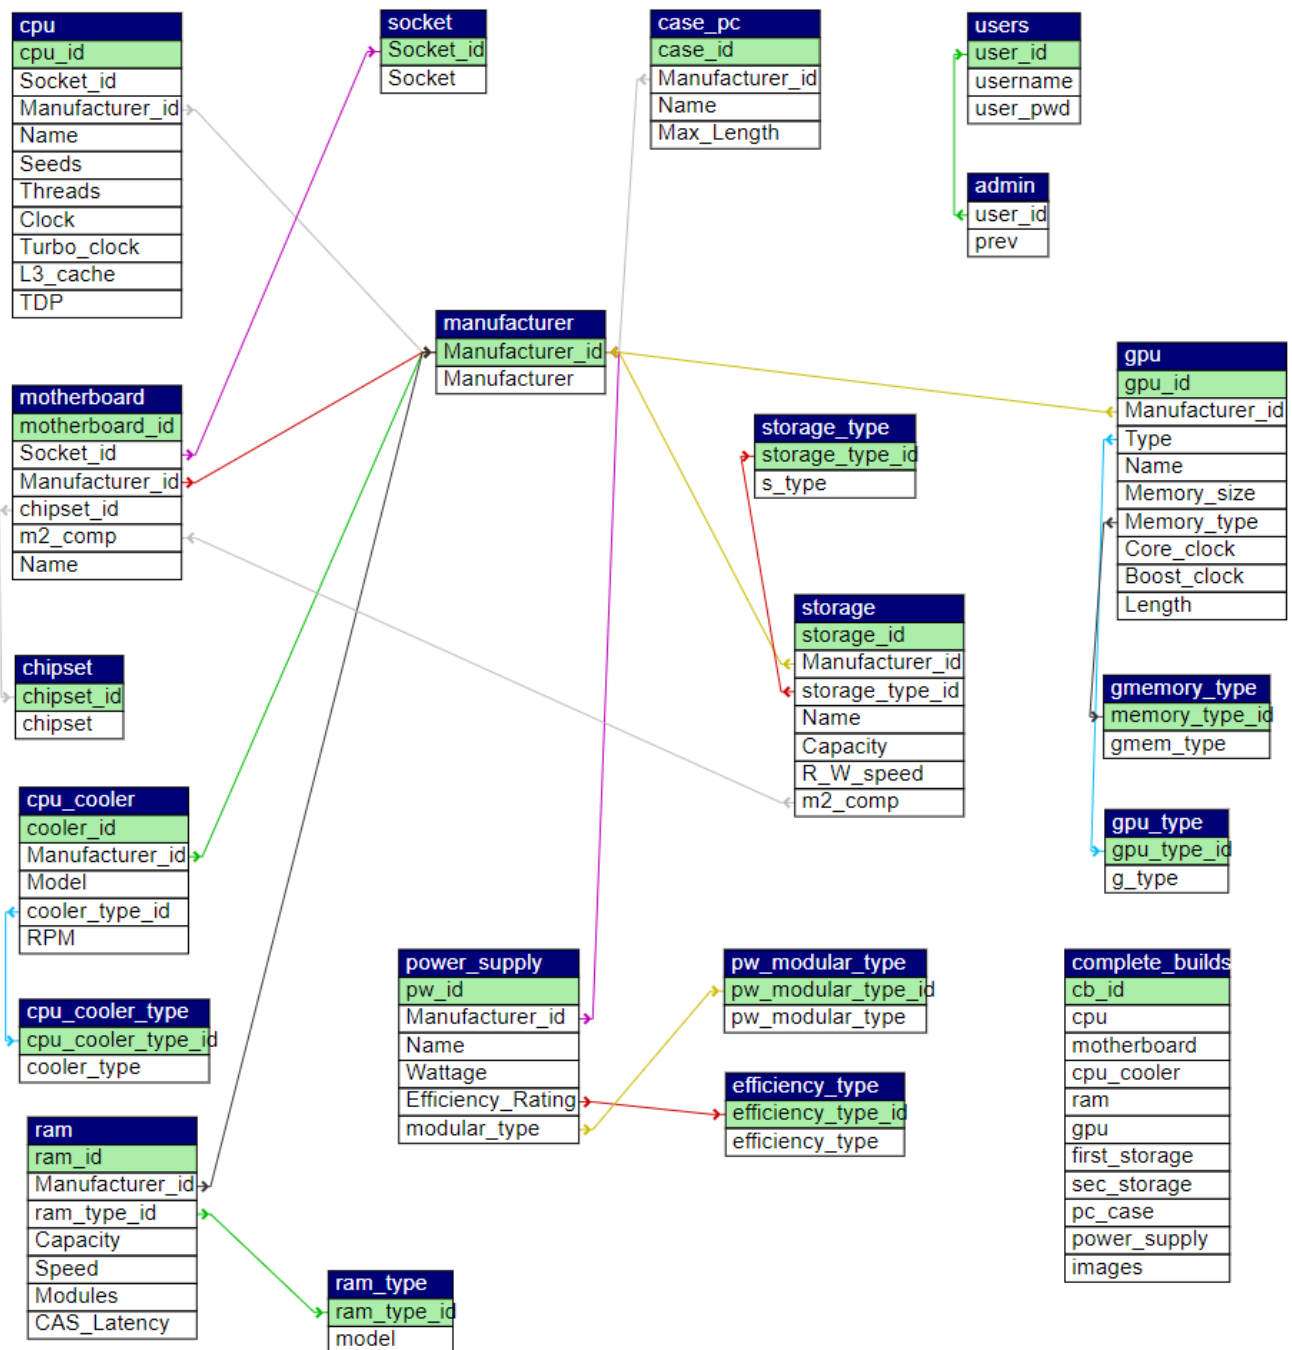 cpu
cpu_id
Socket_id
Manufacturer_id
Name
Seeds
Threads
Clock
Turbo_clock
L3_cache
TDP
socket
Socket_id
Socket
case_pc
case_id
Manufacturer_id
Name
Max_Length
users
user_id
username
user_pwd
admin
user_id
prev
manufacturer
Manufacturer_id
Manufacturer
gpu
gpu_id
Manufacturer_id
Type
Name
Memory_size
Memory_type
Core_clock
Boost_clock
Length
motherboard
motherboard_id
Socket_id
Manufacturer_id
chipset_id
m2_comp
Name
storage_type
storage_type_id
s_type
storage
storage_id
Manufacturer_id
storage_type_id
Name
Capacity
R_W_speed
m2_comp
chipset
chipset_id
chipset
gmemory_type
memory_type_id
gmem_type
cpu_cooler
cooler_id
Manufacturer_id
Model
cooler_type_id
RPM
gpu_type
gpu_type_id
g_type
power_supply
pw_id
Manufacturer_id
Name
Wattage
Efficiency_Rating
modular_type
pw_modular_type
pw_modular_type_id
pw_modular_type
complete_builds
cb_id
cpu
motherboard
cpu_cooler
ram
gpu
first_storage
sec_storage
pc_case
power_supply
images
cpu_cooler_type
cpu_cooler_type_id
cooler_type
efficiency_type
efficiency_type_id
efficiency_type
ram
ram_id
Manufacturer_id
ram_type_id
Capacity
Speed
Modules
CAS_Latency
ram_type
ram_type_id
model